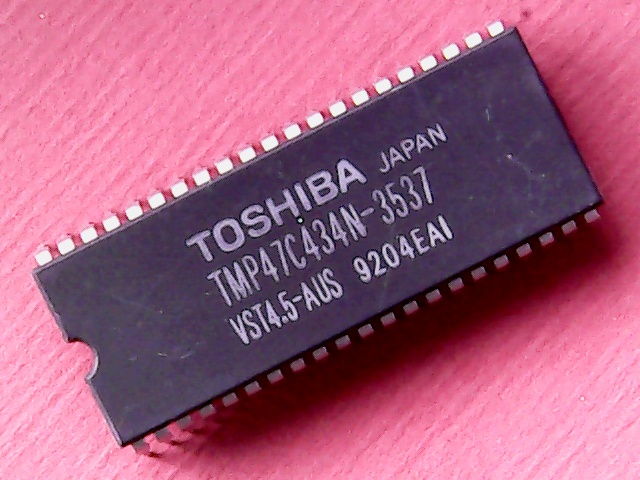 TOSHIBA JAPAN
TMP47C434N-3537
VST4.5-AUS 9204EAI